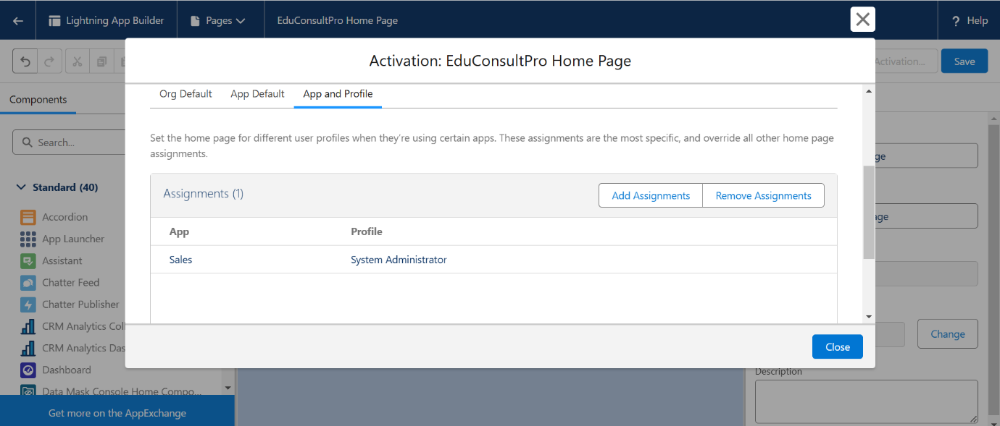 Lightning App Builder
Pages
EduConsultPro Home Page
? Help
Activation...
Save
Activation: EduConsultPro Home Page
Org Default
App Default
App and Profile
Set the home page for different user profiles when they're using certain apps. These assignments are the most specific, and override all other home page
assignments.
Assignments (1)
Add Assignments
Remove Assignments
App
Profile
Sales
System Administrator
Close
Components
Search...
Standard (40)
Accordion
App Launcher
Assistant
Chatter Feed
Chatter Publisher
CRM Analytics Coll
CRM Analytics Das
Dashboard
Data Mask Console Home Compo...
Get more on the AppExchange
Change
Description